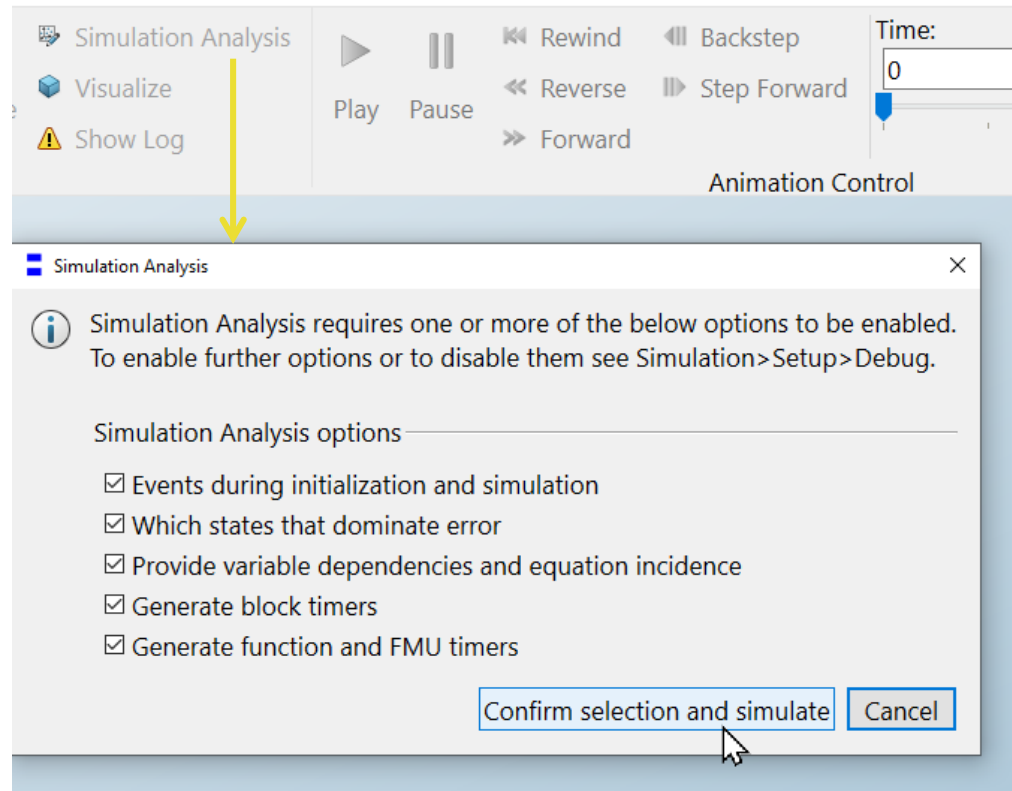 Simulation Analysis
Visualize
Show Log
Play
Pause
Rewind
Reverse
Forward
Backstep
Step Forward
Time:
0
Animation Control
Simulation Analysis
Simulation Analysis requires one or more of the below options to be enabled.
To enable further options or to disable them see Simulation>Setup>Debug.
Simulation Analysis options
Events during initialization and simulation
Which states that dominate error
Provide variable dependencies and equation incidence
Generate block timers
Generate function and FMU timers
Confirm selection and simulate
Cancel